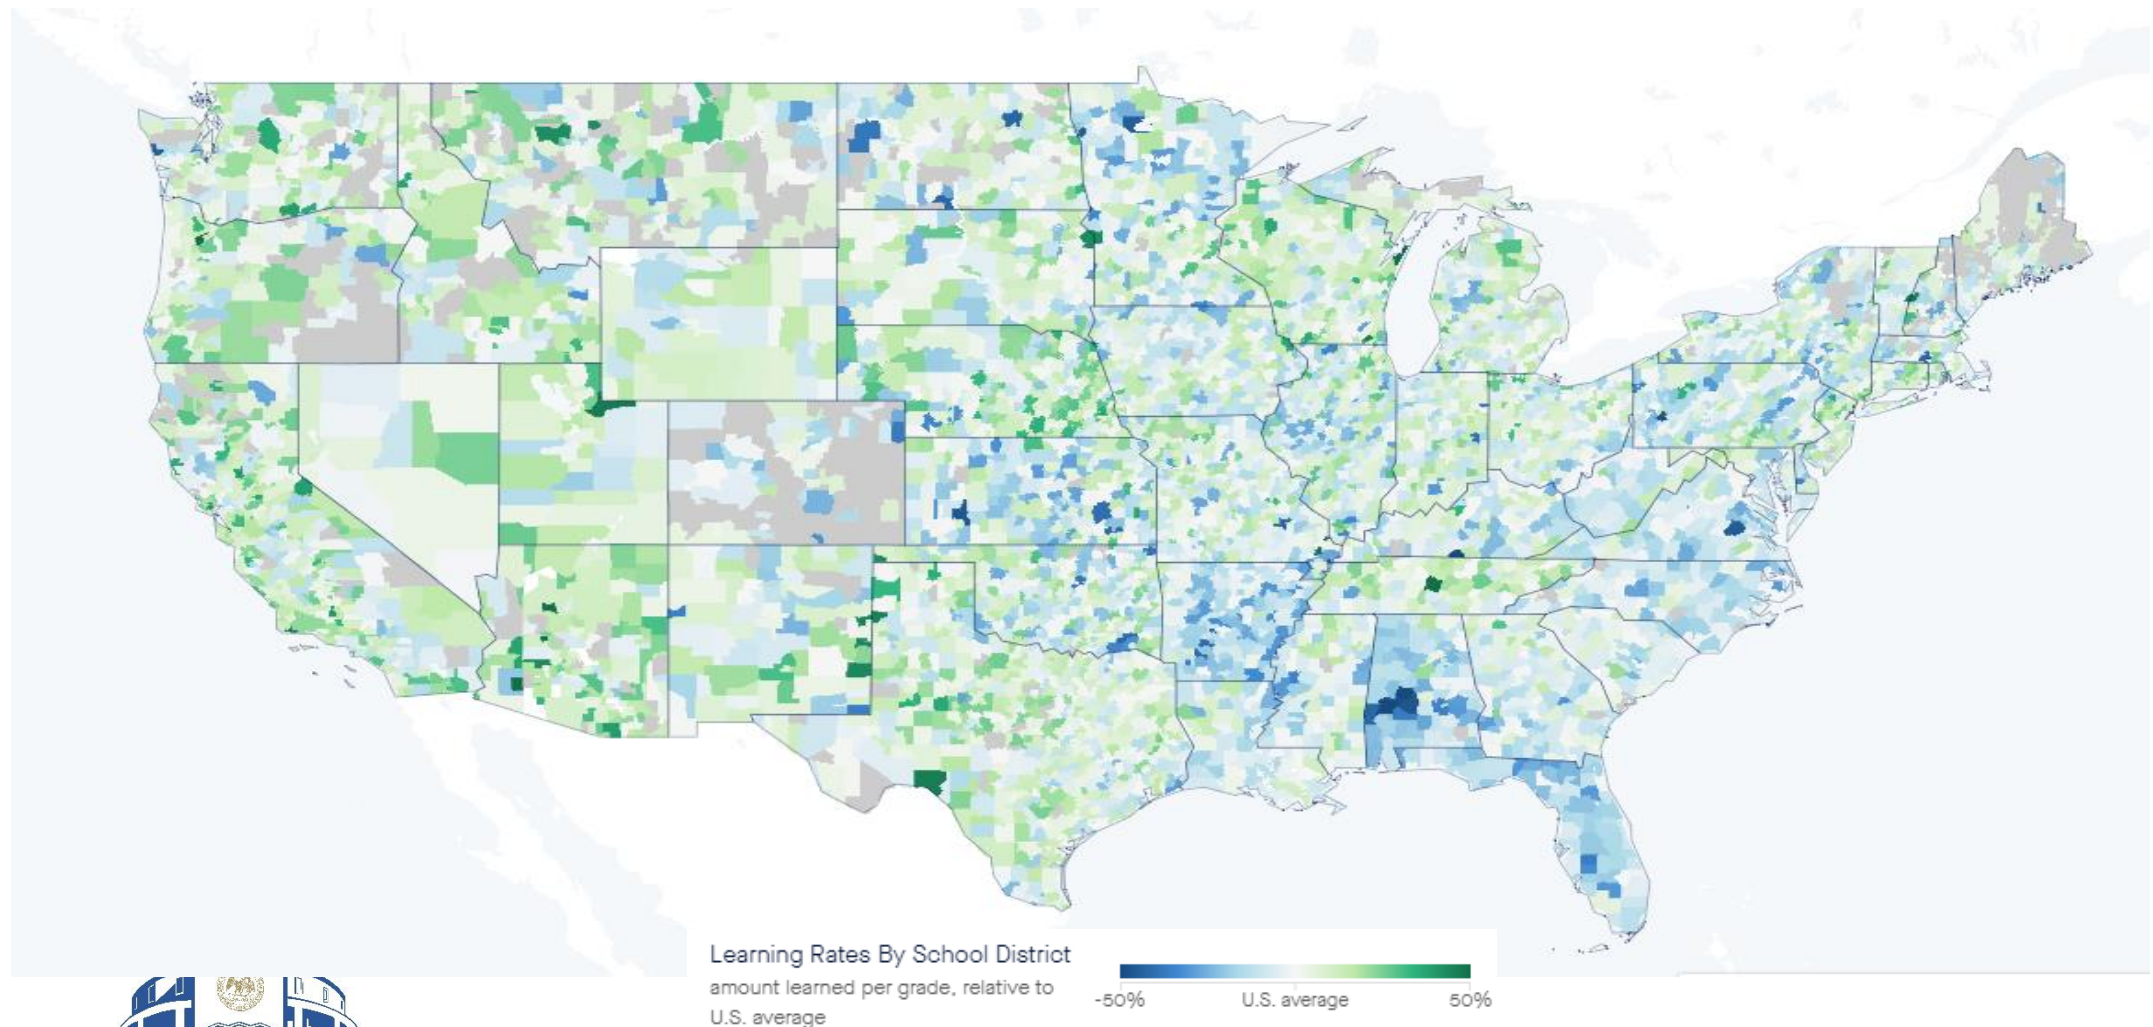 Learning Rates By School District
amount learned per grade, relative to
U.S. average
-50%
U.S. average
50%